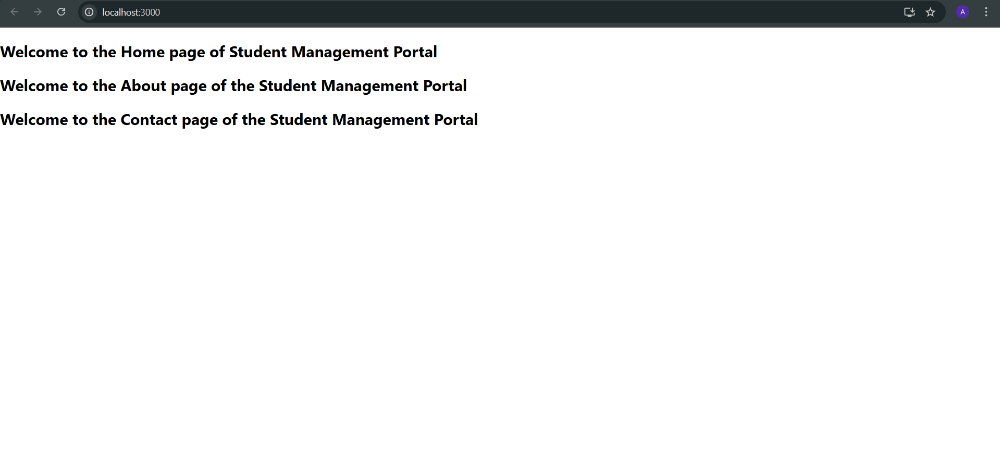 localhost:3000
A
Welcome to the Home page of Student Management Portal
Welcome to the About page of the Student Management Portal
Welcome to the Contact page of the Student Management Portal